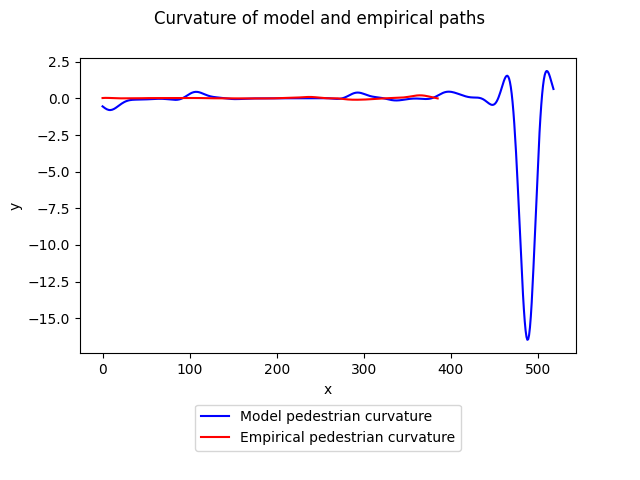 Curvature of model and empirical paths
2.5
0.0
−2.5
−5.0
−7.5
−10.0
−12.5
−15.0
y
0 100 200 300 400 500
x
Model pedestrian curvature
Empirical pedestrian curvature